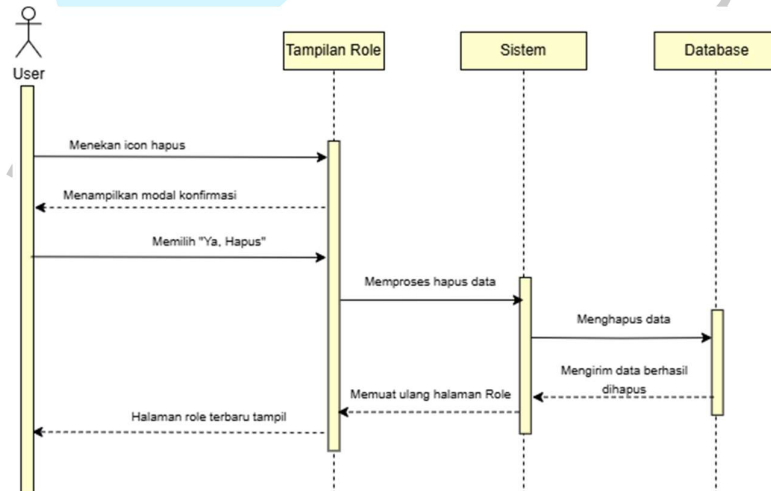 User
Tampilan Role
Sistem
Database
Menekan icon hapus
Menampilkan modal konfirmasi
Memilih "Ya, Hapus"
Memproses hapus data
Menghapus data
Mengirim data berhasil
dihapus
Memuat ulang halaman Role
Halaman role terbaru tampil